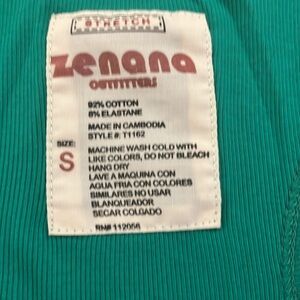 STRETCH
zenana
OUTFITTERS
92% COTTON
8% ELASTANE
MADE IN CAMBODIA
STYLE #: T1162
SIZE:
S
MACHINE WASH COLD WITH
LIKE COLORS, DO NOT BLEACH
HANG DRY
LAVE A MAQUINA CON
AGUA FRIA CON COLORES
SIMILARES NO USAR
BLANQUEADOR
SECAR COLGADO
RN# 112056